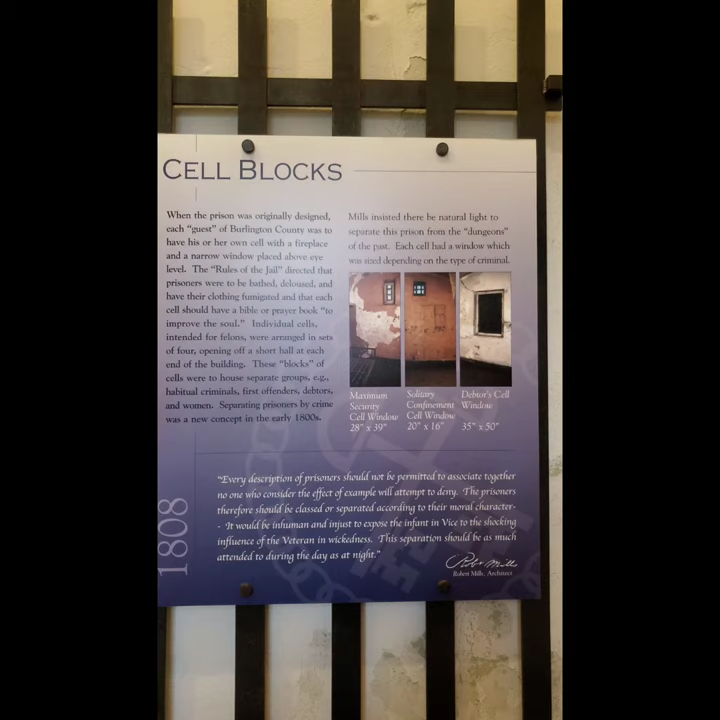 CELL BLOCKS
When the prison was originally designed,
each "guest" of Burlington County was to
have his or her own cell with a fireplace
and a narrow window placed above eye
level. The "Rules of the Jail" directed that
prisoners were to be bathed, deloused, and
have their clothing fumigated and that each
cell should have a bible or prayer book "to
improve the soul." Individual cells,
intended for felons, were arranged in sets
of four, opening off a short hall at each
end of the building. These "blocks" of
cells were to house separate groups, e.g.,
habitual criminals, first offenders, debtors,
and women. Separating prisoners by crime
was a new concept in the early 1800s.
Mills insisted there be natural light to
separate this prison from the "dungeons"
of the past. Each cell had a window which
was sized depending on the type of criminal.
Maximum
Security
Cell Window
28" x 39"
Solitary
Confinement
Cell Window
20" x 16"
Debtor's Cell
Window
35" x 50"
1808
"Every description of prisoners should not be permitted to associate together
no one who consider the effect of example will attempt to deny. The prisoners
therefore should be classed or separated according to their moral character-
- It would be inhuman and injust to expose the infant in Vice to the shocking
influence of the Veteran in wickedness. This separation should be as much
attended to during the day as at night."
Robt Mills
Robert Mills, Architect